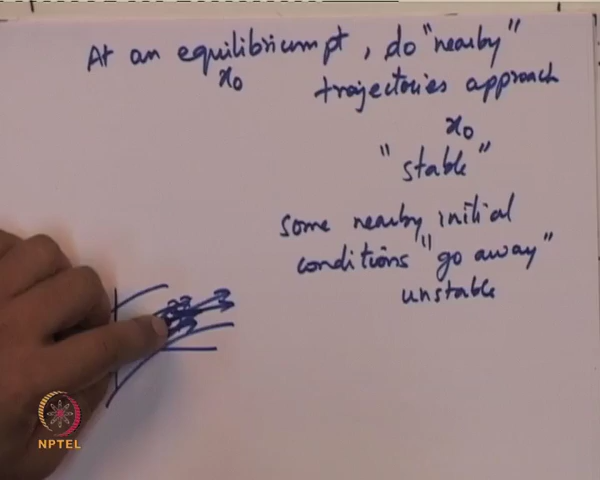 At an equilibrium pt, do "nearby"
x0 trajectories approach
x0
"stable"
some nearby initial
conditions "go away"
unstable
NPTEL